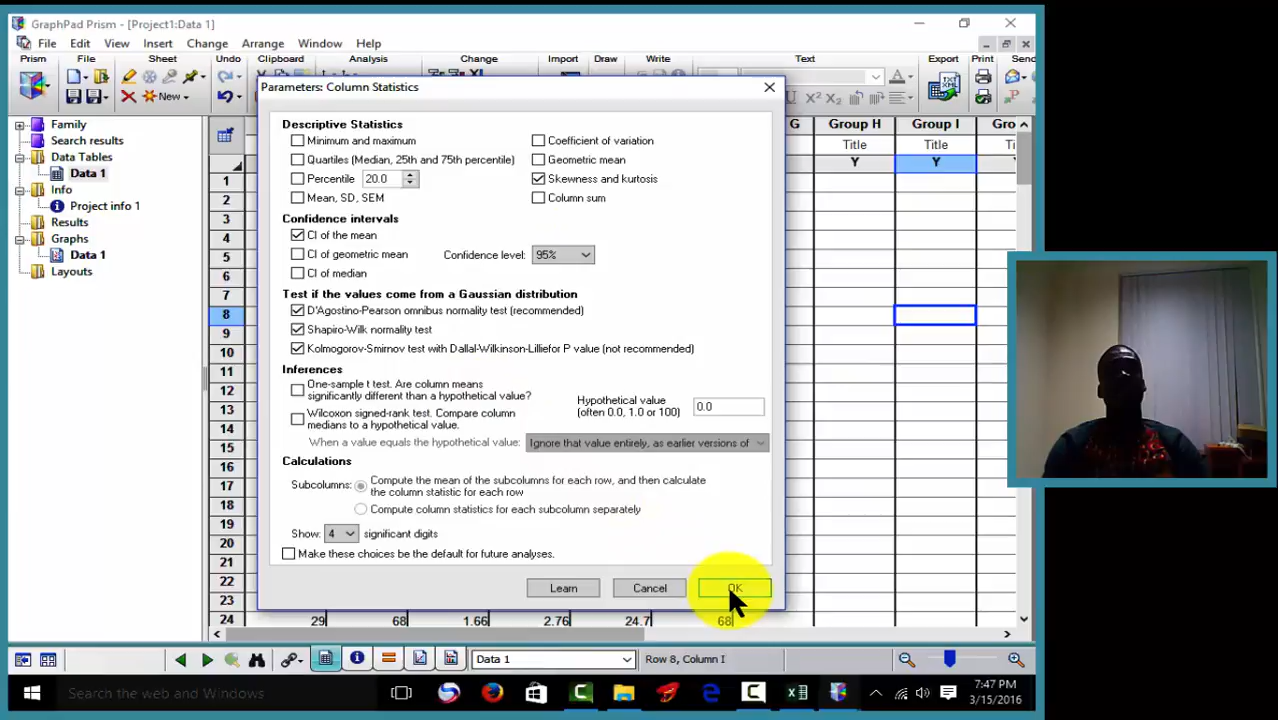 GraphPad Prism - [Project1:Data 1]
File Edit View Insert Change Arrange Window Help
Prism File Sheet Undo Clipboard Analysis Change Import Draw Write Text Export Print Send
New
Family
Search results
Data Tables
Data 1
Info
Project info 1
Results
Graphs
Data 1
Layouts
Parameters: Column Statistics
Descriptive Statistics
Minimum and maximum
Coefficient of variation
Quartiles (Median, 25th and 75th percentile)
Geometric mean
Percentile 20.0
Skewness and kurtosis
Mean, SD, SEM
Column sum
Confidence intervals
CI of the mean
CI of geometric mean
Confidence level: 95%
CI of median
Test if the values come from a Gaussian distribution
D'Agostino-Pearson omnibus normality test (recommended)
Shapiro-Wilk normality test
Kolmogorov-Smirnov test with Dallal-Wilkinson-Lilliefor P value (not recommended)
Inferences
One-sample t test. Are column means
significantly different than a hypothetical value?
Hypothetical value
(often 0.0, 1.0 or 100)
0.0
Wilcoxon signed-rank test. Compare column
medians to a hypothetical value.
When a value equals the hypothetical value: Ignore that value entirely, as earlier versions of
Calculations
Subcolumns:
Compute the mean of the subcolumns for each row, and then calculate
the column statistic for each row
Compute column statistics for each subcolumn separately
Show: 4 significant digits
Make these choices be the default for future analyses.
Learn Cancel OK
G Group H Group I Gro
Title Title Ti
Y Y
1
2
3
4
5
6
7
8
9
10
11
12
13
14
15
16
17
18
19
20
21
22
23
24 29 68 1.66 2.76 24.7 68
Data 1
Row 8, Column I
Search the web and Windows
7:47 PM
3/15/2016